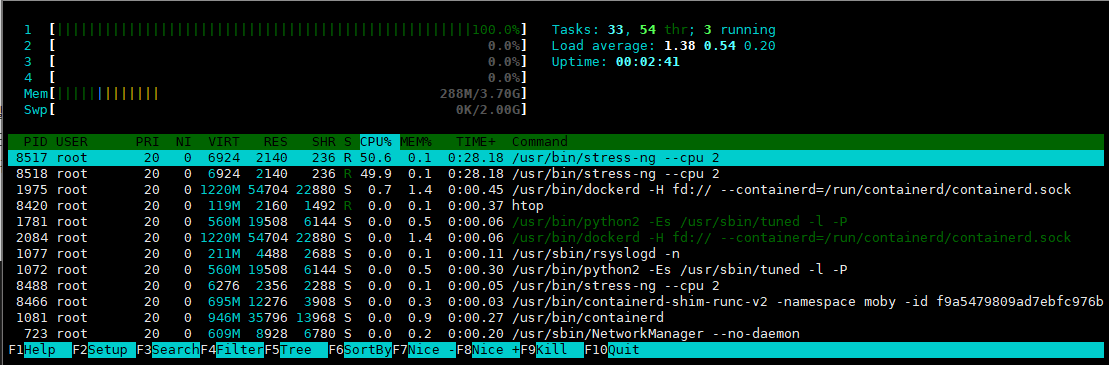 1 [||||||||||||||||||||||||||||||||||||||||||||||||||||100.0%] Tasks: 33, 54 thr; 3 running
2 [ 0.0%] Load average: 1.38 0.54 0.20
3 [ 0.0%] Uptime: 00:02:41
4 [ 0.0%]
Mem[||||||||||||| 288M/3.70G]
Swp[ 0K/2.00G]
PID USER PRI NI VIRT RES SHR S CPU% MEM% TIME+ Command
8517 root 20 0 6924 2140 236 R 50.6 0.1 0:28.18 /usr/bin/stress-ng --cpu 2
8518 root 20 0 6924 2140 236 R 49.9 0.1 0:28.18 /usr/bin/stress-ng --cpu 2
1975 root 20 0 1220M 54704 22880 S 0.7 1.4 0:00.45 /usr/bin/dockerd -H fd:// --containerd=/run/containerd/containerd.sock
8420 root 20 0 119M 2160 1492 R 0.0 0.1 0:00.37 htop
1781 root 20 0 560M 19508 6144 S 0.0 0.5 0:00.06 /usr/bin/python2 -Es /usr/sbin/tuned -l -P
2084 root 20 0 1220M 54704 22880 S 0.0 1.4 0:00.06 /usr/bin/dockerd -H fd:// --containerd=/run/containerd/containerd.sock
1077 root 20 0 211M 4488 2688 S 0.0 0.1 0:00.11 /usr/sbin/rsyslogd -n
1072 root 20 0 560M 19508 6144 S 0.0 0.5 0:00.30 /usr/bin/python2 -Es /usr/sbin/tuned -l -P
8488 root 20 0 6276 2356 2288 S 0.0 0.1 0:00.05 /usr/bin/stress-ng --cpu 2
8466 root 20 0 695M 12276 3908 S 0.0 0.3 0:00.03 /usr/bin/containerd-shim-runc-v2 -namespace moby -id f9a5479809ad7ebfc976b
1081 root 20 0 946M 35796 13968 S 0.0 0.9 0:00.27 /usr/bin/containerd
723 root 20 0 609M 8928 6780 S 0.0 0.2 0:00.20 /usr/sbin/NetworkManager --no-daemon
F1Help F2Setup F3SearchF4FilterF5Tree F6SortByF7Nice -F8Nice +F9Kill F10Quit